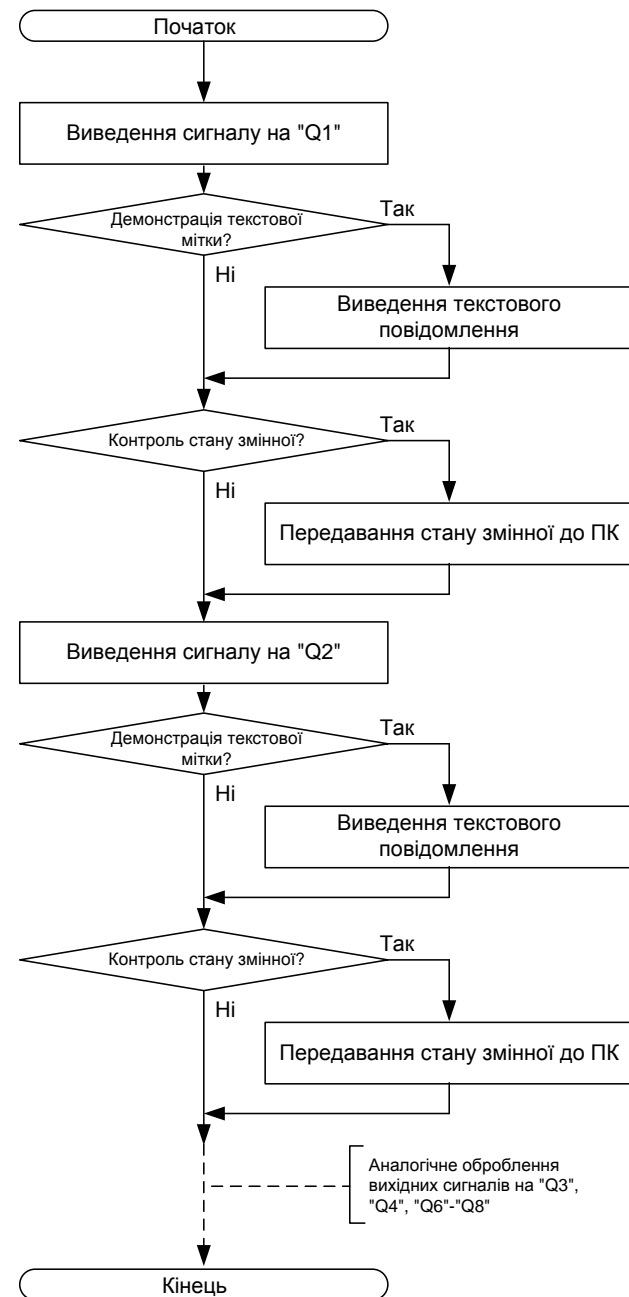 Початок
Виведення сигналу на "Q1"
Демонстрація текстової
мітки?
Так
Ні
Виведення текстового
повідомлення
Контроль стану змінної?
Так
Ні
Передавання стану змінної до ПК
Виведення сигналу на "Q2"
Демонстрація текстової
мітки?
Так
Ні
Виведення текстового
повідомлення
Контроль стану змінної?
Так
Ні
Передавання стану змінної до ПК
Аналогічне оброблення
вихідних сигналів на "Q3",
"Q4", "Q6"-"Q8"
Кінець